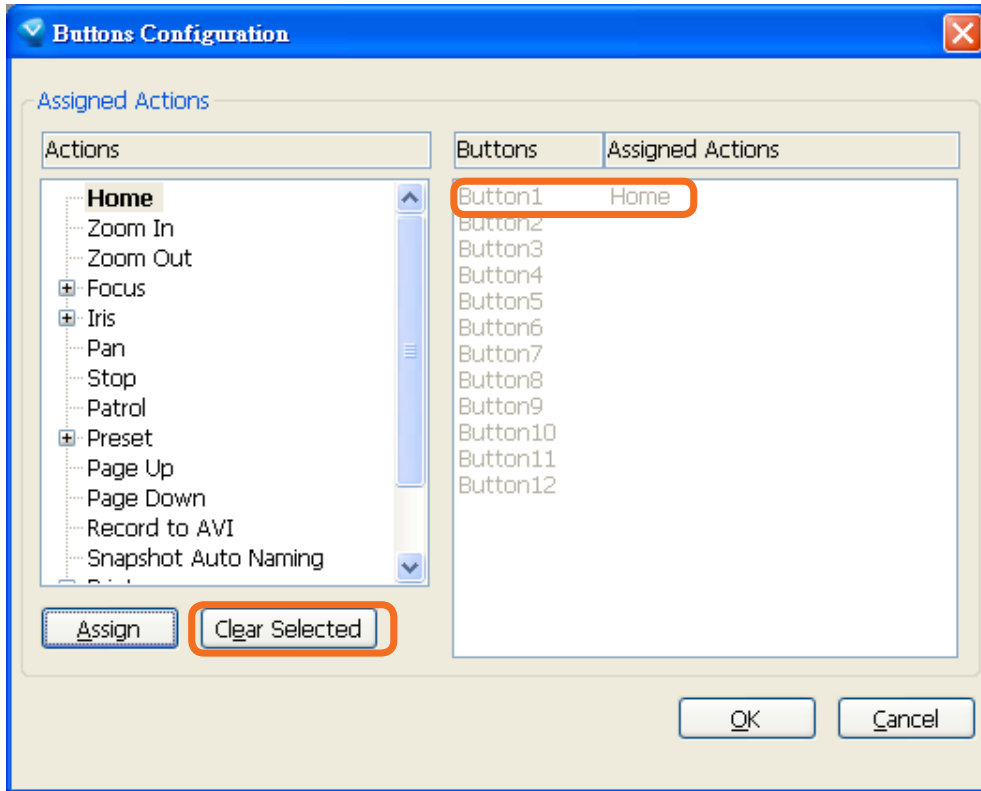 Buttons Configuration
Assigned Actions
Actions
Home
Zoom In
Zoom Out
Focus
Iris
Pan
Stop
Patrol
Preset
Page Up
Page Down
Record to AVI
Snapshot Auto Naming
Assign
Clear Selected
Buttons Assigned Actions
Button1 Home
Button2
Button3
Button4
Button5
Button6
Button7
Button8
Button9
Button10
Button11
Button12
OK
Cancel